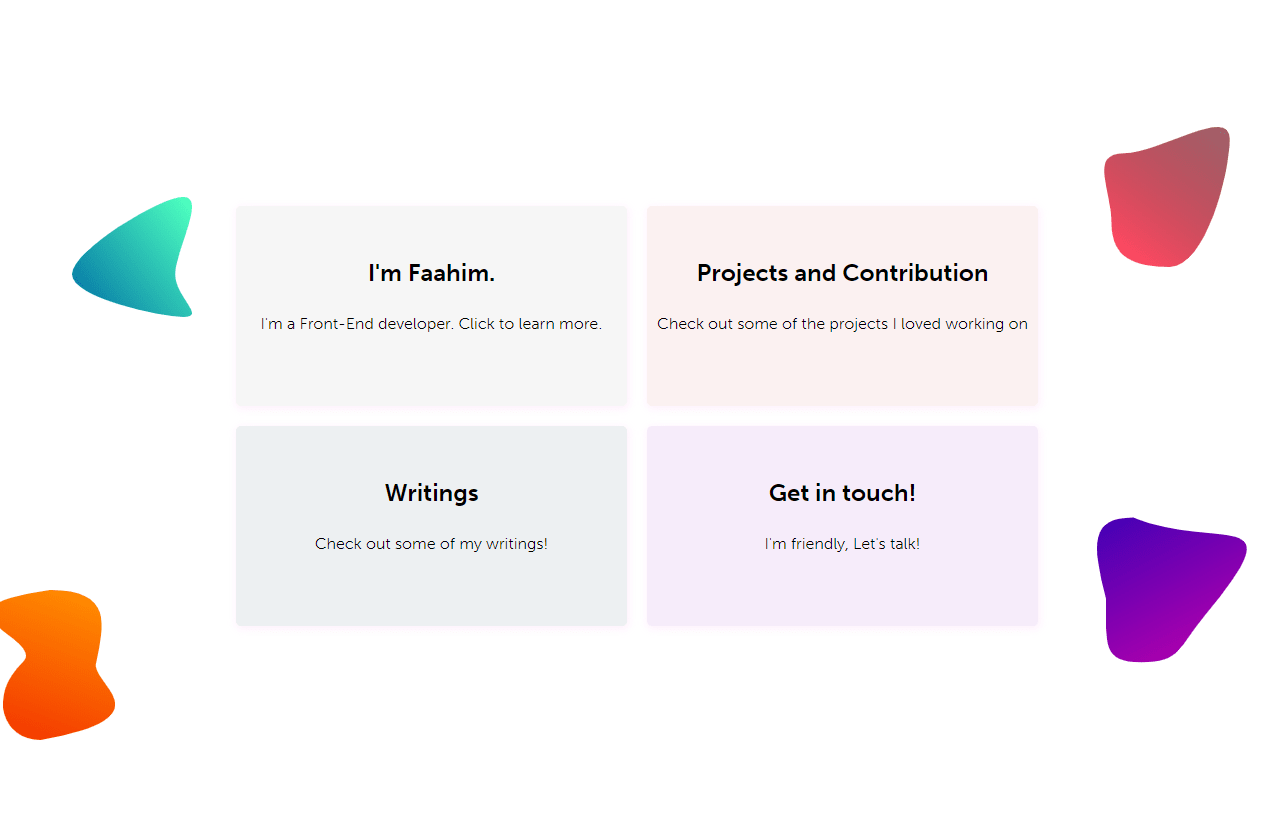 I'm Faahim.
I'm a Front-End developer. Click to learn more.
Projects and Contribution
Check out some of the projects I loved working on
Writings
Check out some of my writings!
Get in touch!
I'm friendly, Let's talk!